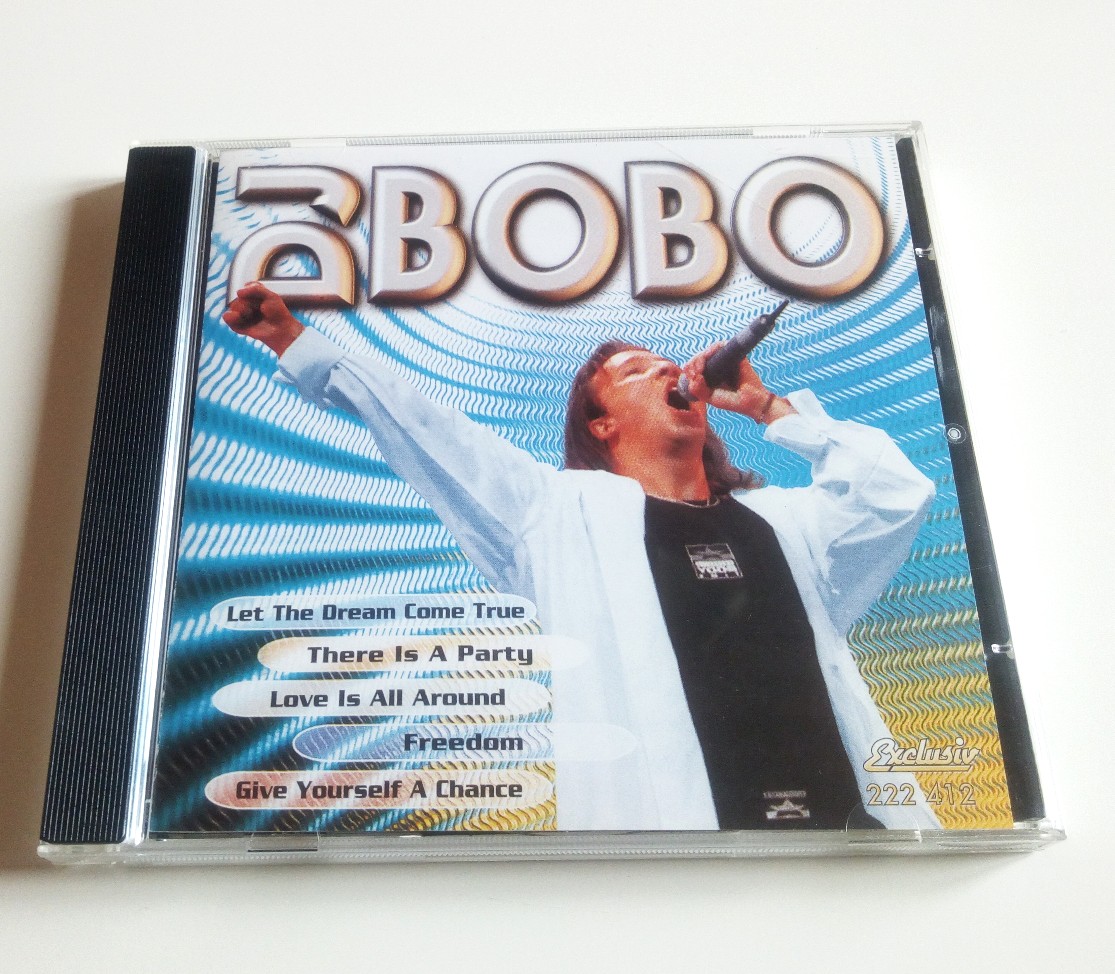 DR BOBO
Let The Dream Come True
There Is A Party
Love Is All Around
Freedom
Give Yourself A Chance
Exclusiv
222 412